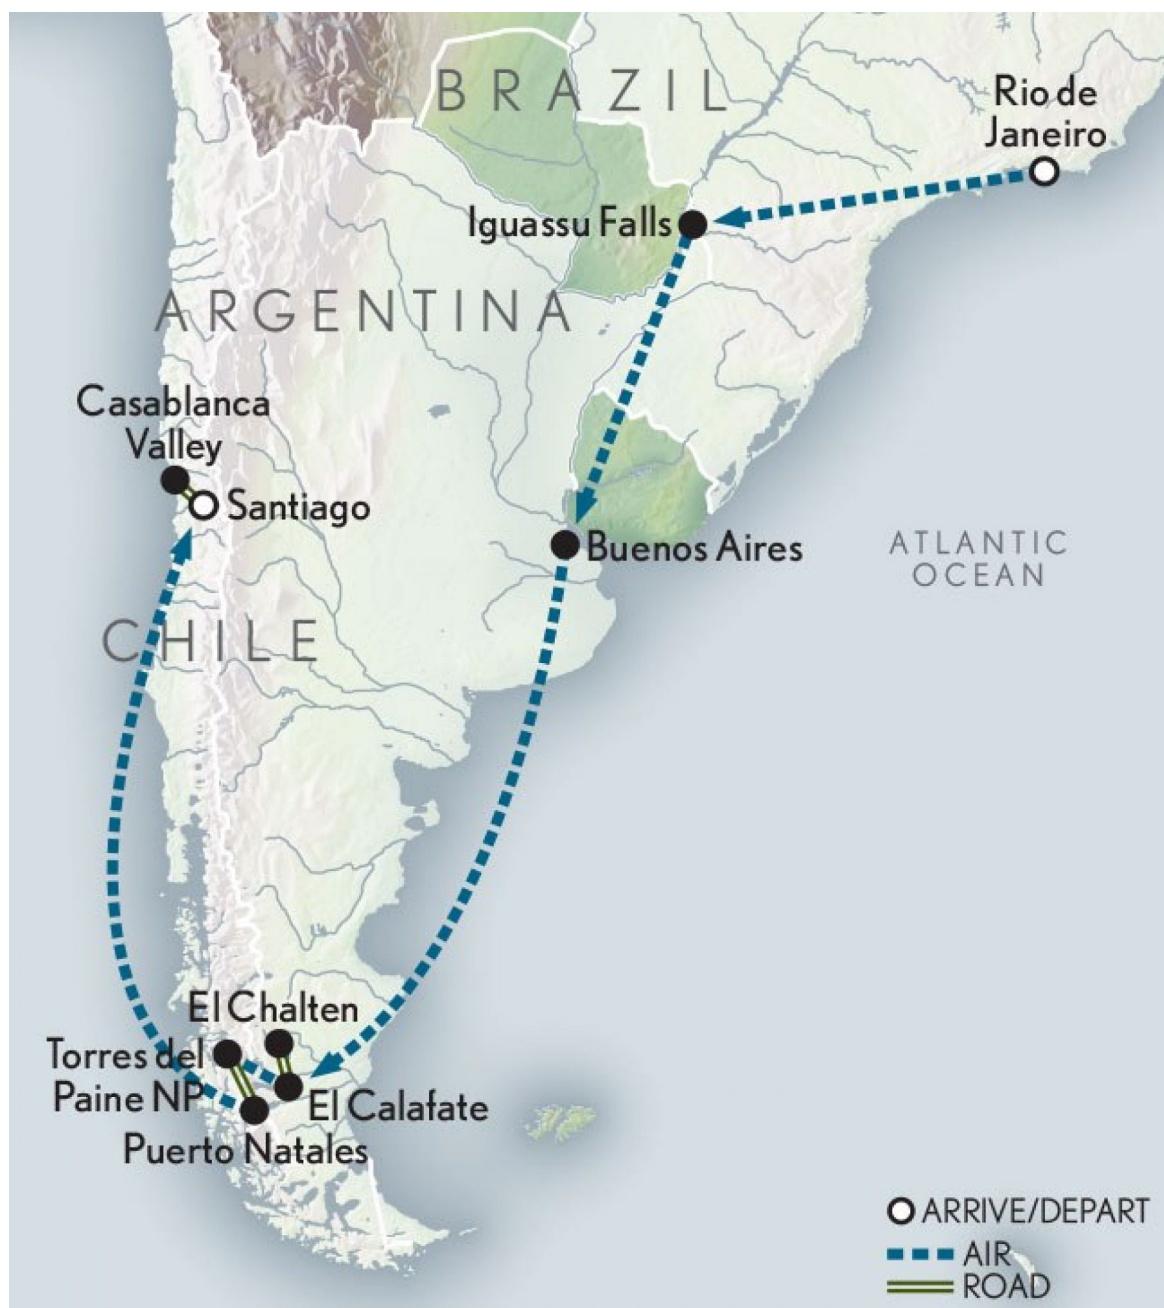 BRAZIL
Rio de
Janeiro
Iguassu Falls
ARGENTINA
Casablanca
Valley
Santiago
Buenos Aires
ATLANTIC
OCEAN
CHILE
El Chalten
Torres del
Paine NP
El Calafate
Puerto Natales
ARRIVE/DEPART
AIR
ROAD